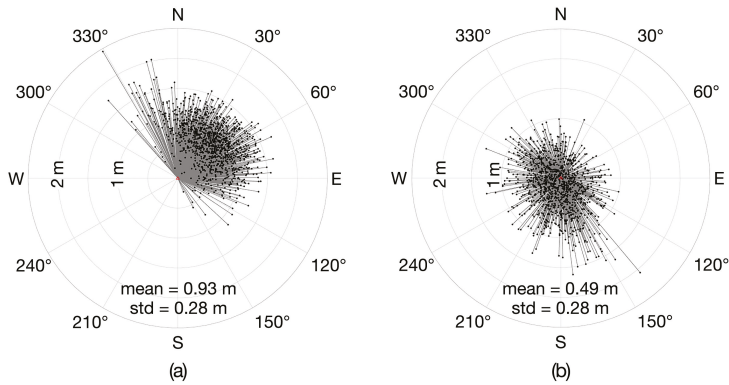 N
330°
30°
300°
60°
W
2 m
1 m
E
240°
120°
mean = 0.93 m
std = 0.28 m
210°
150°
S
(a)
N
330°
30°
300°
60°
W
2 m
1 m
E
240°
120°
mean = 0.49 m
std = 0.28 m
210°
150°
S
(b)